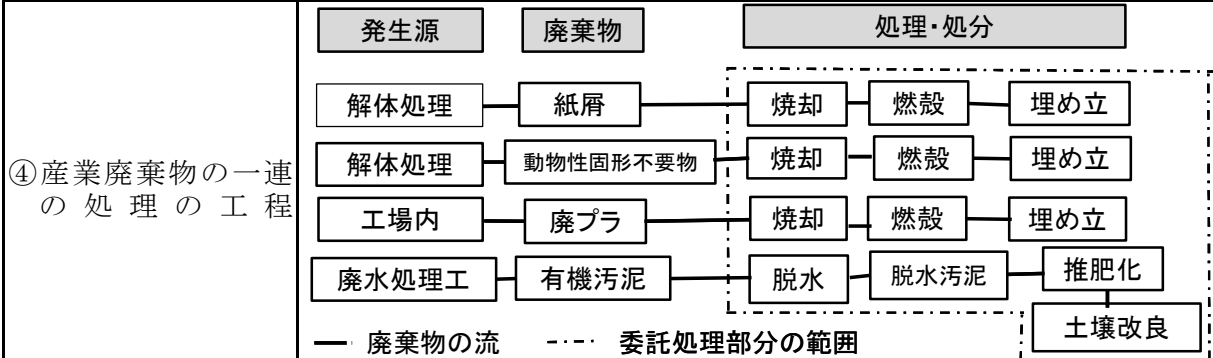 ④産業廃棄物の一連の処理の工程
発生源 廃棄物 処理・処分
解体処理 紙屑 焼却 燃殻 埋め立
解体処理 動物性固形不要物 焼却 燃殻 埋め立
工場内 廃プラ 焼却 燃殻 埋め立
廃水処理工 有機汚泥 脱水 脱水汚泥 推肥化
土壌改良
廃棄物の流 委託処理部分の範囲